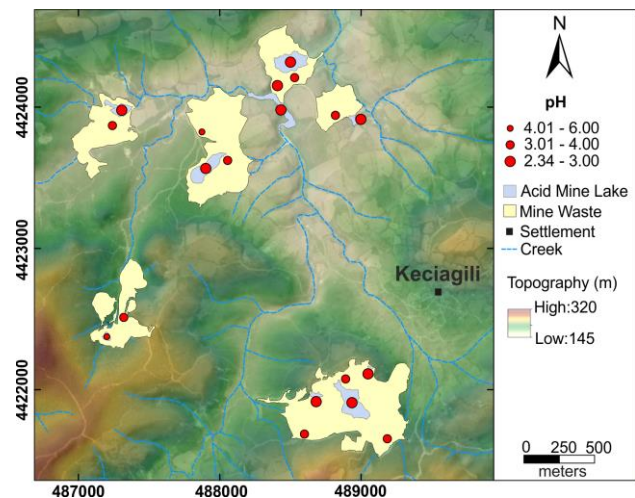 N
pH
4.01 - 6.00
3.01 - 4.00
2.34 - 3.00
Acid Mine Lake
Mine Waste
Settlement
Creek
Topography (m)
High:320
Low:145
0 250 500
meters
Keciagili
4424000
4423000
4422000
487000 488000 489000